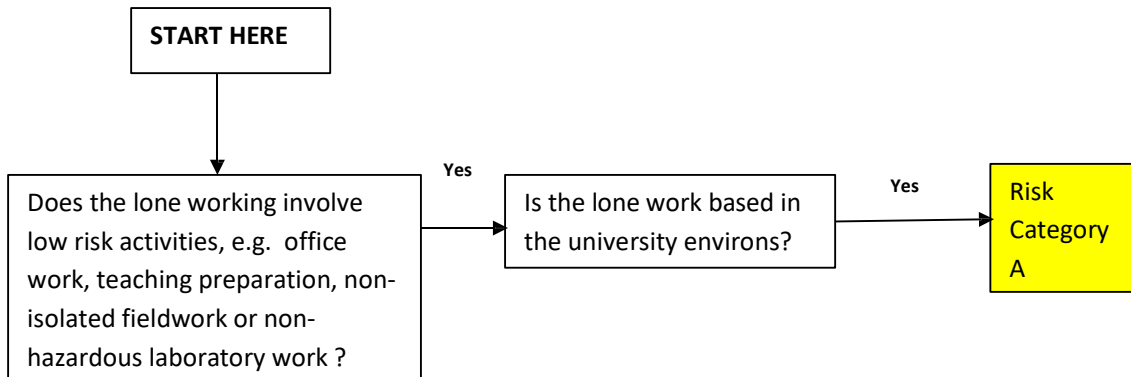 START HERE
Yes
Does the lone working involve
low risk activities, e.g. office
work, teaching preparation, non-
isolated fieldwork or non-
hazardous laboratory work ?
Is the lone work based in
the university environs?
Yes
Risk
Category
A